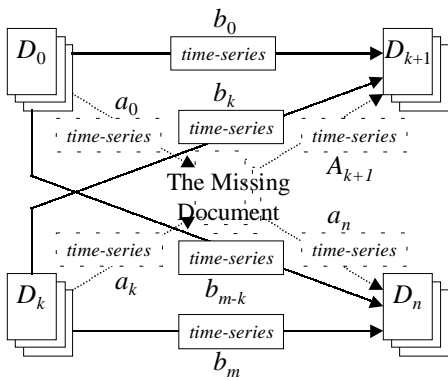 b0
D0 time-series Dk+1
a0 bk
time-series time-series time-series
The Missing Ak+1
Document an
time-series time-series
Dk ak time-series Dn
bm-k
time-series
bm